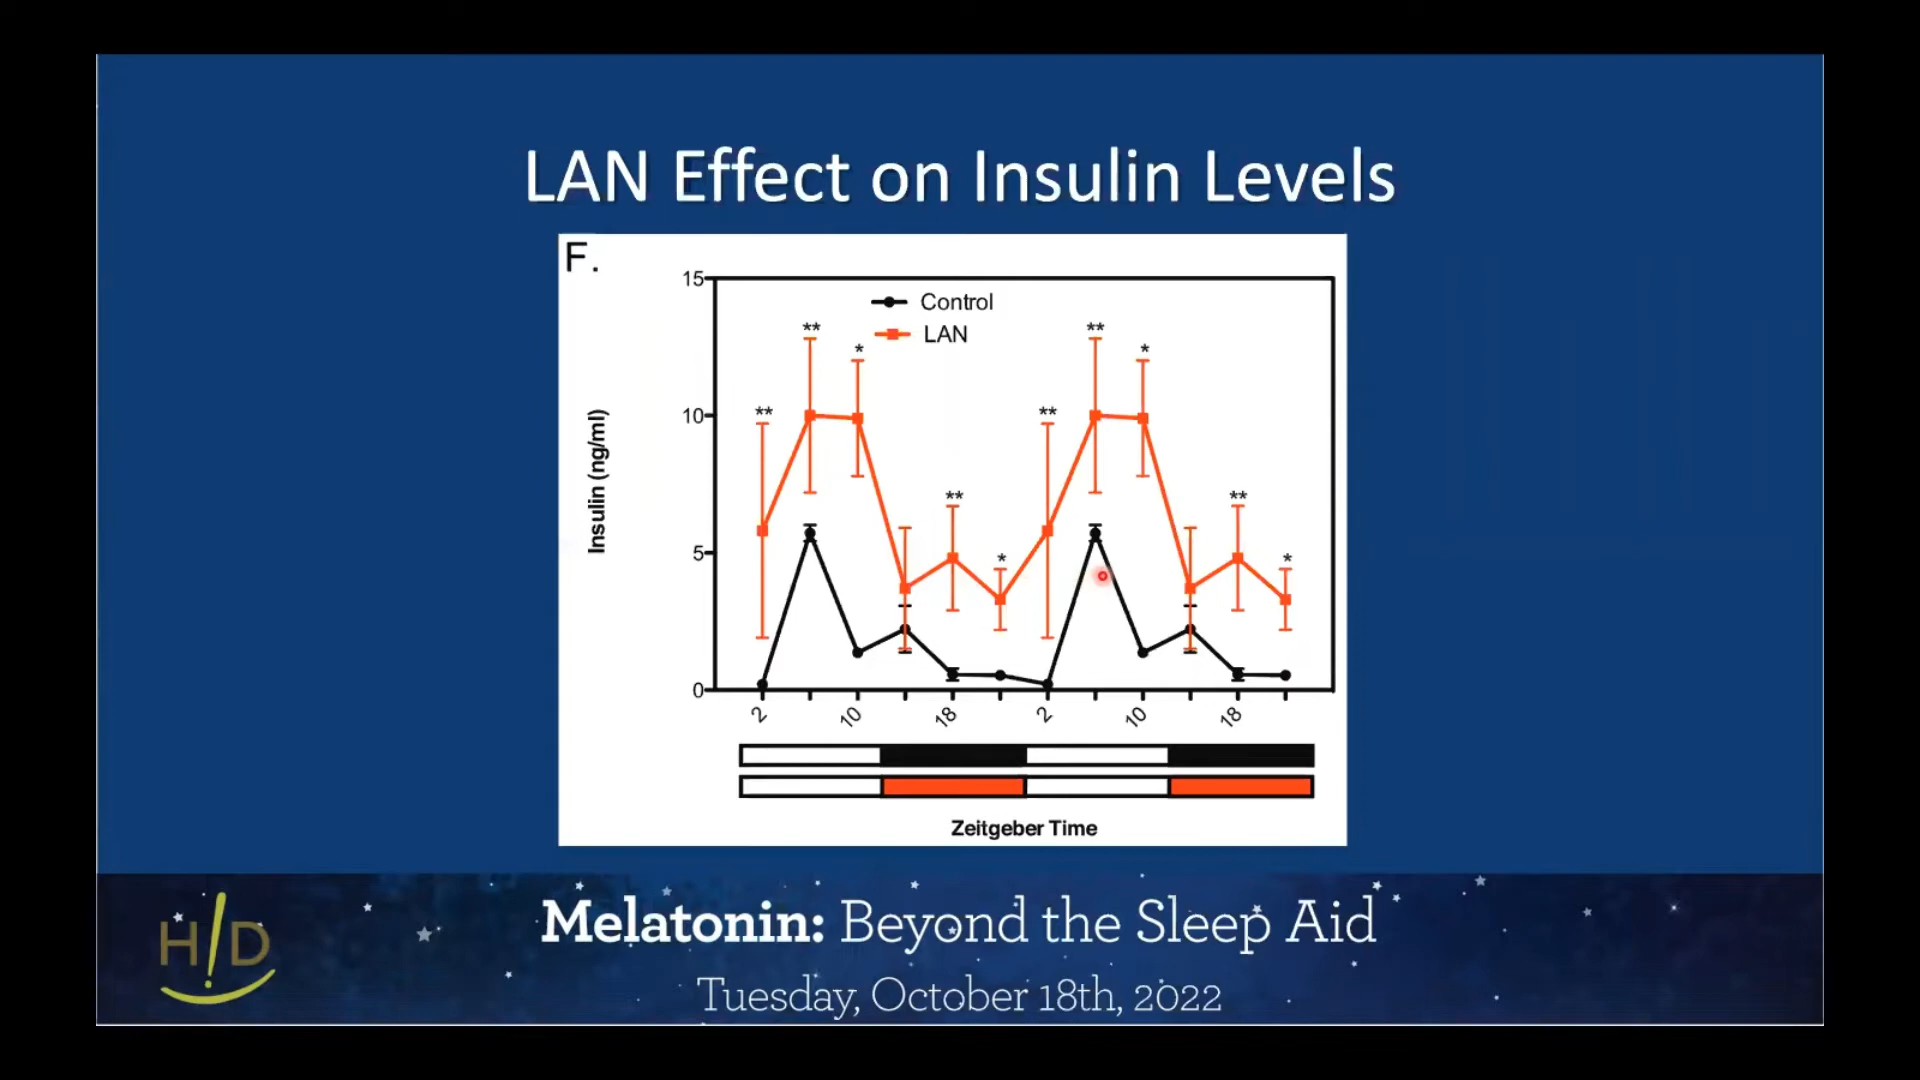 LAN Effect on Insulin Levels
F.
15
Control
LAN
**
*
**
*
10
**
**
Insulin (ng/ml)
**
**
5
*
*
0
2
10
18
2
10
18
Zeitgeber Time
H!D
Melatonin: Beyond the Sleep Aid
Tuesday, October 18th, 2022